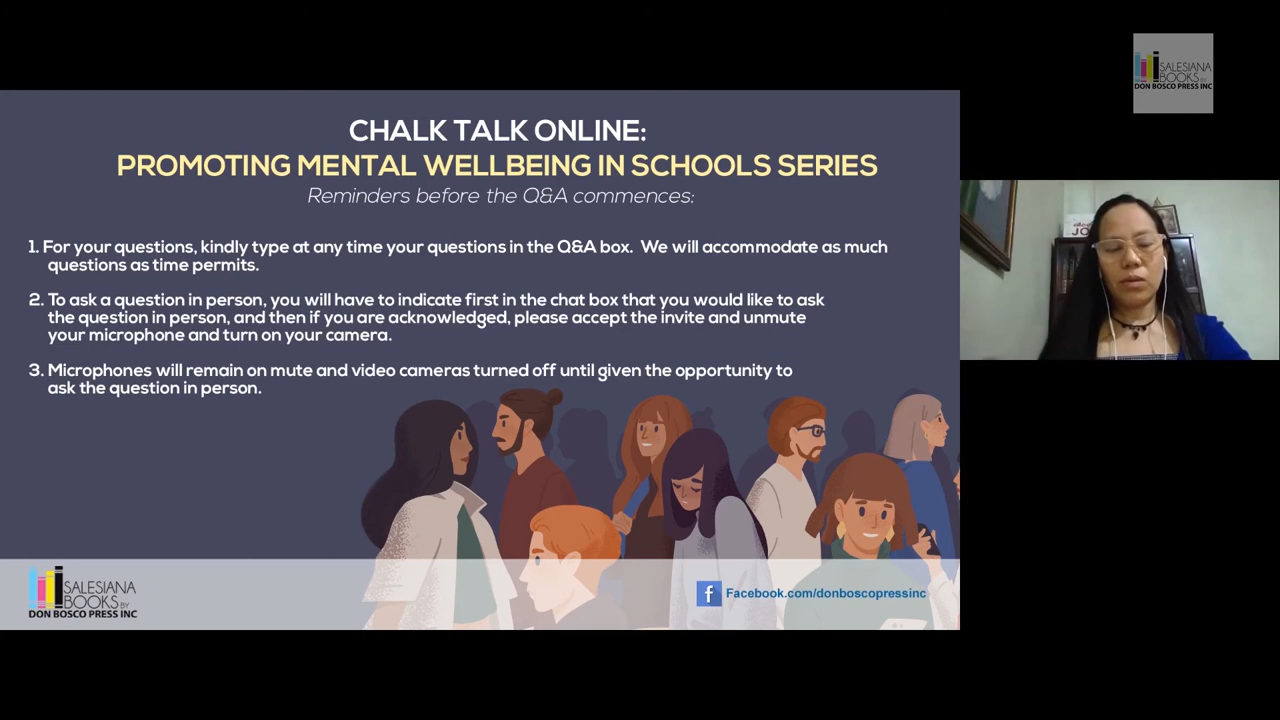 SALESIANA
BOOKS BY
DON BOSCO PRESS INC
CHALK TALK ONLINE:
PROMOTING MENTAL WELLBEING IN SCHOOLS SERIES
Reminders before the Q&A commences:
1. For your questions, kindly type at any time your questions in the Q&A box. We will accommodate as much
questions as time permits.
2. To ask a question in person, you will have to indicate first in the chat box that you would like to ask
the question in person, and then if you are acknowledged, please accept the invite and unmute
your microphone and turn on your camera.
3. Microphones will remain on mute and video cameras turned off until given the opportunity to
ask the question in person.
SALESIANA
BOOKS BY
DON BOSCO PRESS INC
Facebook.com/donboscopressinc